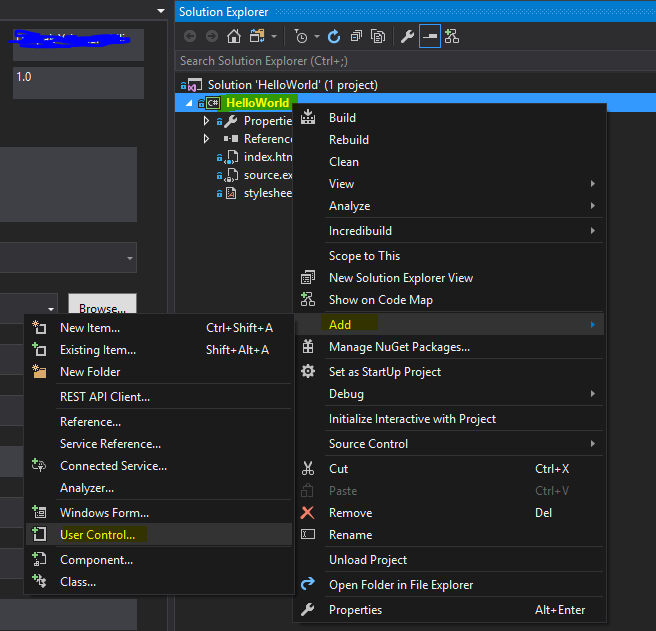 Solution Explorer
1.0
Search Solution Explorer (Ctrl+;)
Solution 'HelloWorld' (1 project)
C# HelloWorld
Propertie
Reference
index.htn
source.ex
styleshee
Build
Rebuild
Clean
View
Analyze
Incredibuild
Scope to This
New Solution Explorer View
Show on Code Map
Add
Manage NuGet Packages...
Set as StartUp Project
Debug
Initialize Interactive with Project
Source Control
Cut Ctrl+X
Paste Ctrl+V
Remove Del
Rename
Unload Project
Open Folder in File Explorer
Properties Alt+Enter
Browse...
New Item... Ctrl+Shift+A
Existing Item... Shift+Alt+A
New Folder
REST API Client...
Reference...
Service Reference...
Connected Service...
Analyzer...
Windows Form...
User Control...
Component...
Class...